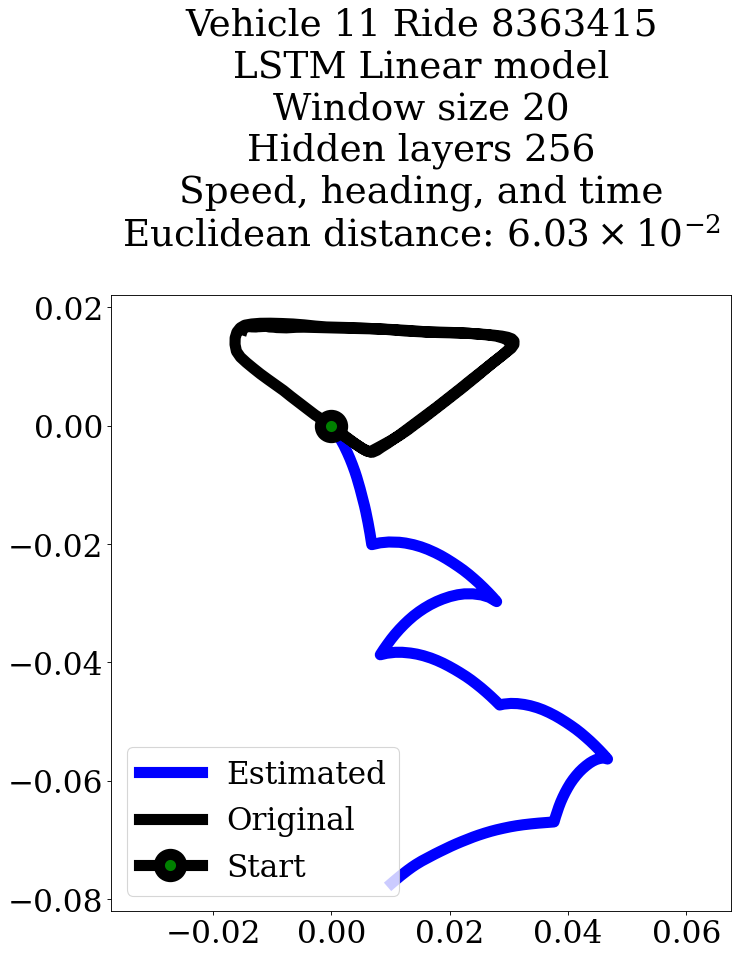 Vehicle 11 Ride 8363415
LSTM Linear model
Window size 20
Hidden layers 256
Speed, heading, and time
Euclidean distance: 6.03 × 10⁻²
0.02
0.00
−0.02
−0.04
−0.06
−0.08
Estimated
Original
Start
−0.02 0.00 0.02 0.04 0.06